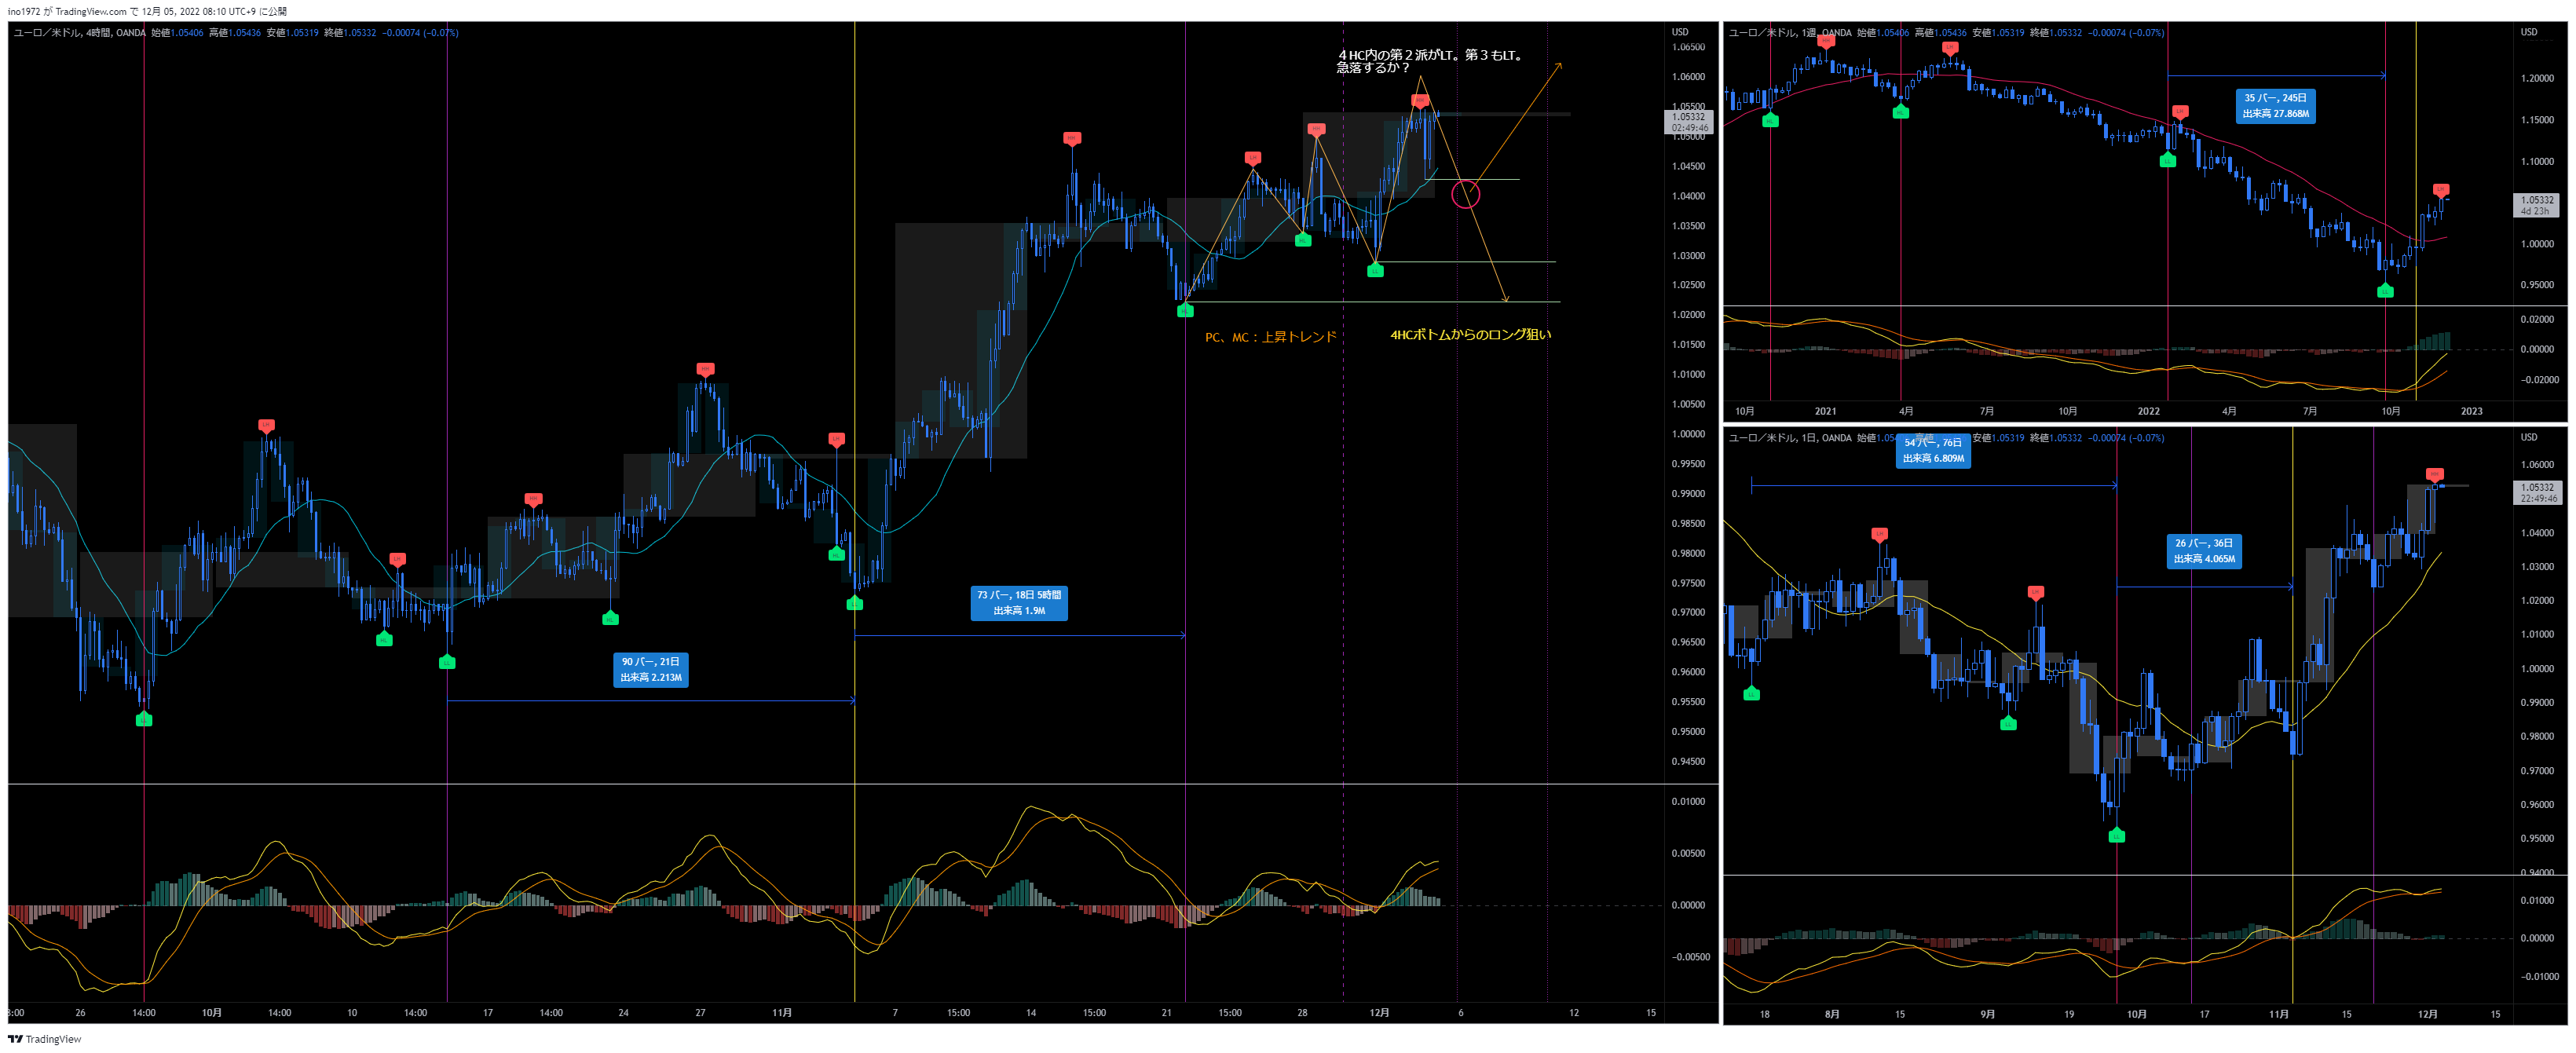 ino1972 が TradingView.com で 12月 05, 2022 08:10 UTC+9 に公開
ユーロ／米ドル, 4時間, OANDA 始値1.05406 高値1.05436 安値1.05319 終値1.05332 −0.00074 (−0.07%)
４HC内の第２派がLT。第３もLT。
急落するか？
PC、MC：上昇トレンド
4HCボトムからのロング狙い
73 バー, 18日 5時間
出来高 1.9M
90 バー, 21日
出来高 2.213M
USD
1.06500
1.06000
1.05500
1.05332
02:49:46
1.05000
1.04500
1.04000
1.03500
1.03000
1.02500
1.02000
1.01500
1.01000
1.00500
1.00000
0.99500
0.99000
0.98500
0.98000
0.97500
0.97000
0.96500
0.96000
0.95500
0.95000
0.94500
0.01000
0.00500
0.00000
−0.00500
26 14:00 10月 14:00 10 14:00 17 14:00 24 27 11月 7 15:00 14 15:00 21 15:00 28 12月 6 12 15
ユーロ／米ドル, 1週, OANDA 始値1.05406 高値1.05436 安値1.05319 終値1.05332 −0.00074 (−0.07%)
35 バー, 245日
出来高 27.868M
USD
1.20000
1.15000
1.10000
1.05332
4d 23h
1.00000
0.95000
0.02000
0.00000
−0.02000
10月 2021 4月 7月 10月 2022 4月 7月 10月 2023
ユーロ／米ドル, 1日, OANDA 安値1.05319 終値1.05332 −0.00074 (−0.07%)
54 バー, 76日
出来高 6.809M
26 バー, 36日
出来高 4.065M
USD
1.06000
1.05332
22:49:46
1.04000
1.03000
1.02000
1.01000
1.00000
0.99000
0.98000
0.97000
0.96000
0.95000
0.94000
0.01000
0.00000
−0.01000
18 8月 15 9月 19 10月 17 11月 15 12月 15
TradingView